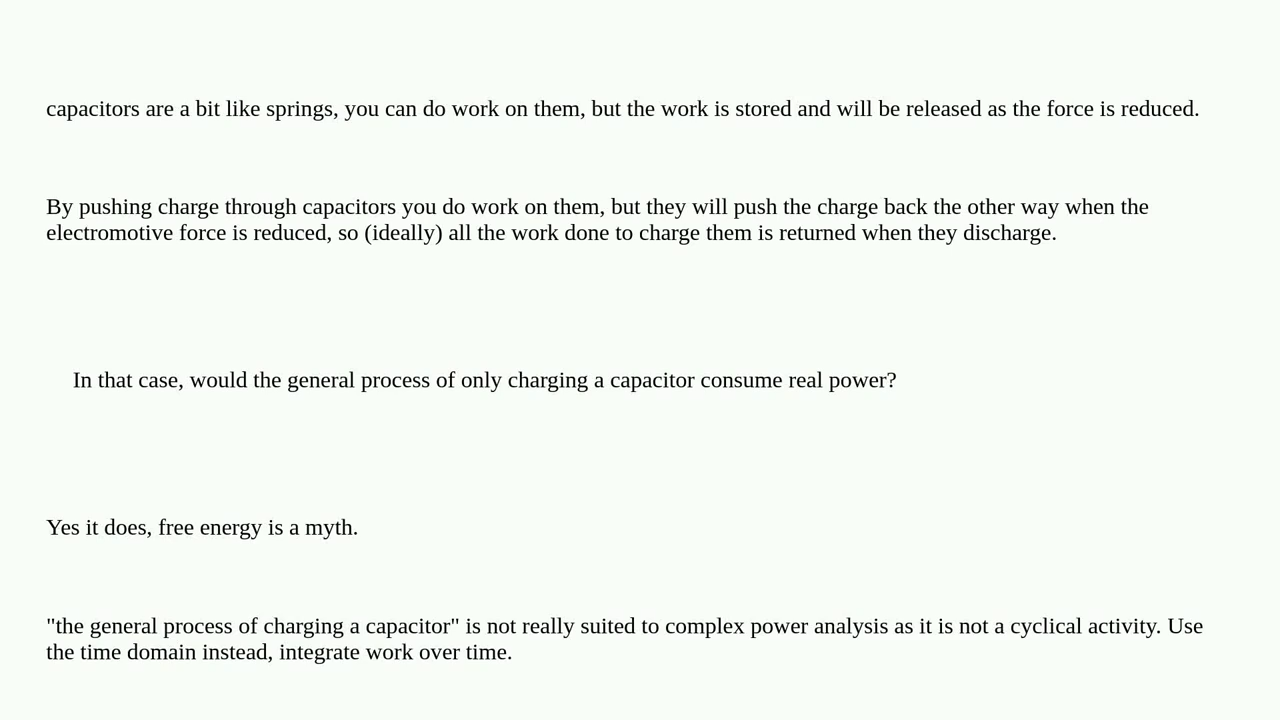 capacitors are a bit like springs, you can do work on them, but the work is stored and will be released as the force is reduced.
By pushing charge through capacitors you do work on them, but they will push the charge back the other way when the
electromotive force is reduced, so (ideally) all the work done to charge them is returned when they discharge.
In that case, would the general process of only charging a capacitor consume real power?
Yes it does, free energy is a myth.
"the general process of charging a capacitor" is not really suited to complex power analysis as it is not a cyclical activity. Use
the time domain instead, integrate work over time.